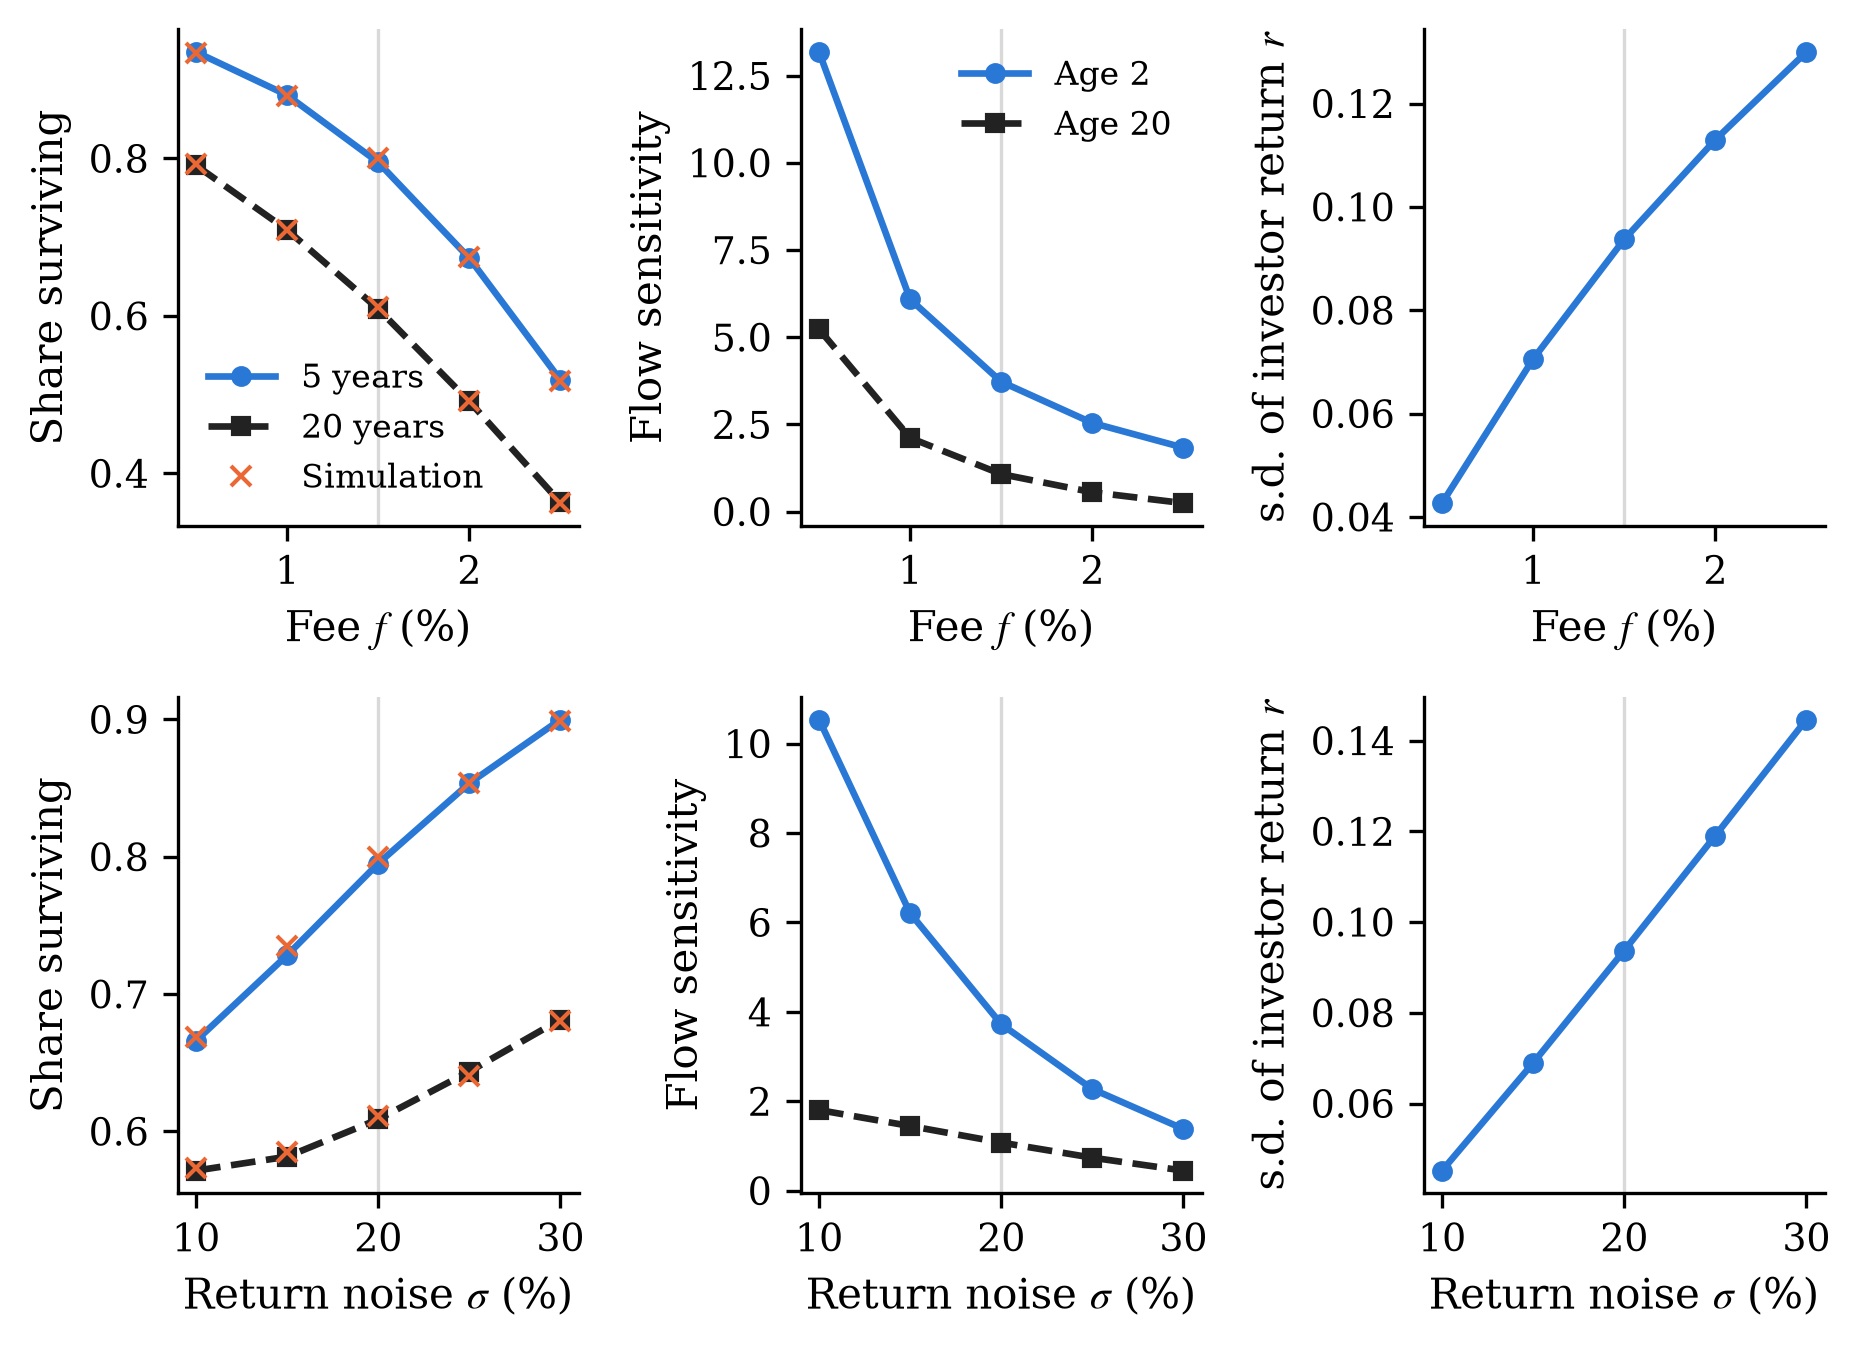 Share surviving
0.8
0.6
0.4
5 years
20 years
Simulation
1
2
Fee f (%)
Flow sensitivity
12.5
10.0
7.5
5.0
2.5
0.0
Age 2
Age 20
1
2
Fee f (%)
s.d. of investor return r
0.12
0.10
0.08
0.06
0.04
1
2
Fee f (%)
Share surviving
0.9
0.8
0.7
0.6
10
20
30
Return noise σ (%)
Flow sensitivity
10
8
6
4
2
0
10
20
30
Return noise σ (%)
s.d. of investor return r
0.14
0.12
0.10
0.08
0.06
10
20
30
Return noise σ (%)